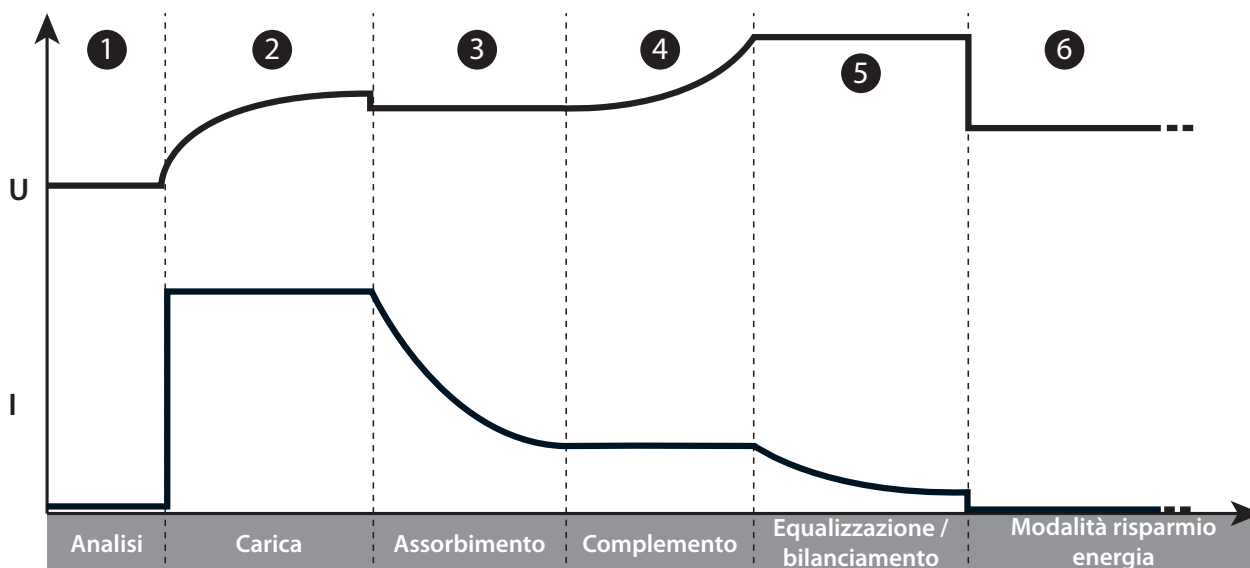 1
2
3
4
5
6
U
I
Analisi
Carica
Assorbimento
Complemento
Equalizzazione /
bilanciamento
Modalità risparmio
energia